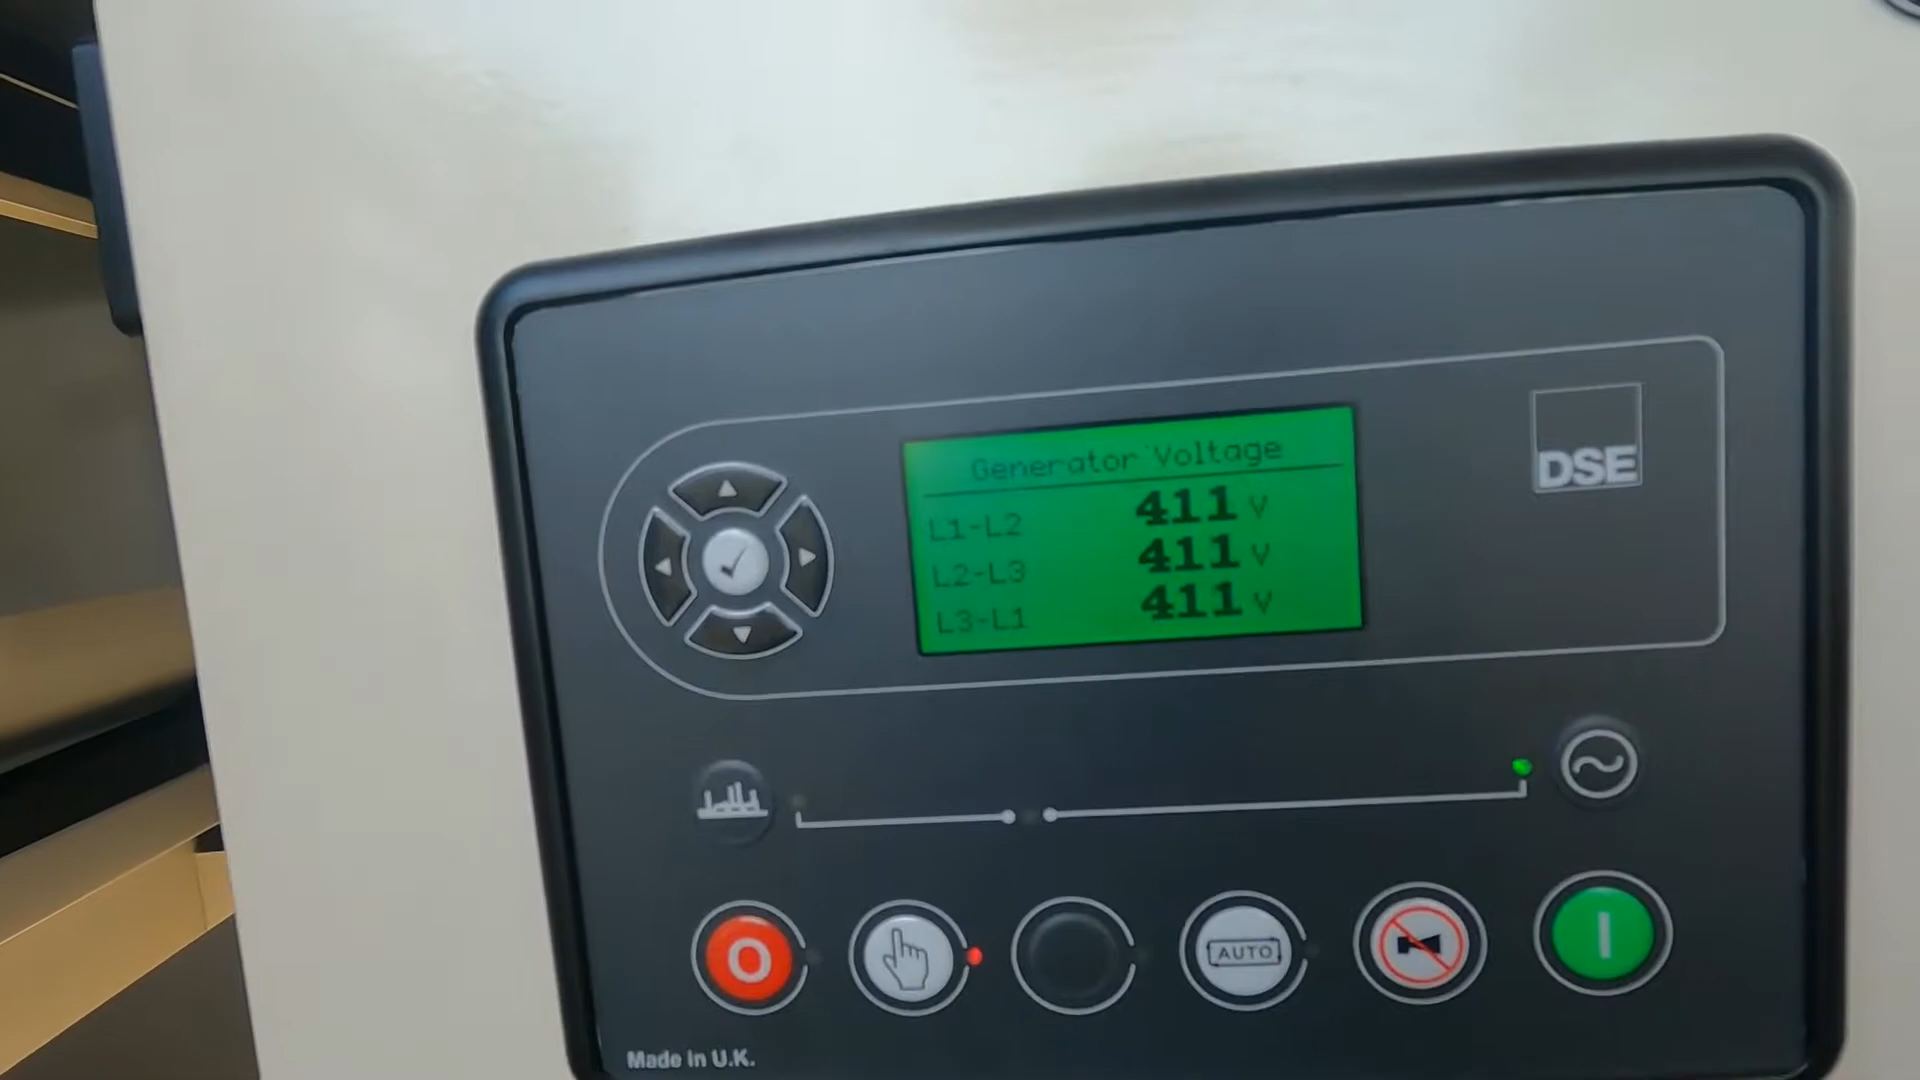 Generator Voltage
L1-L2 411 V
L2-L3 411 V
L3-L1 411 V
DSE
O
AUTO
I
Made in U.K.